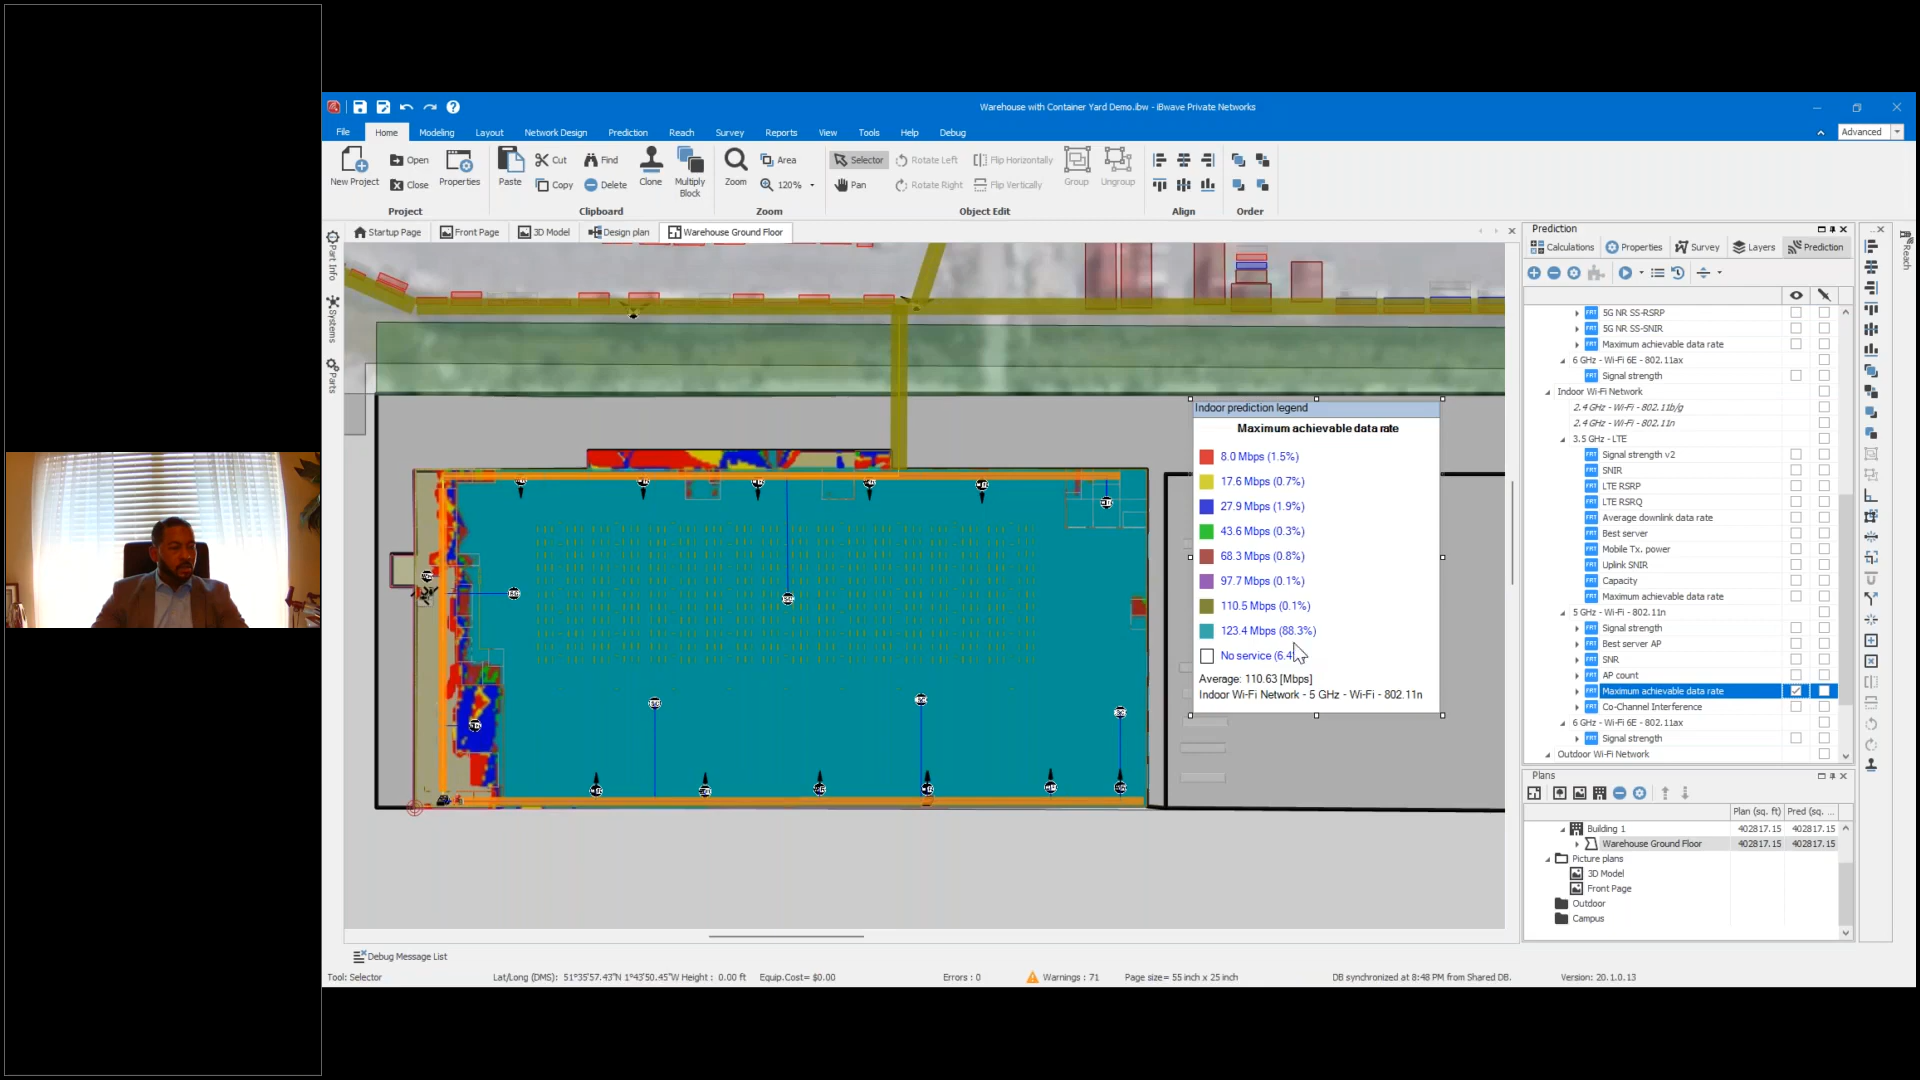 Warehouse with Container Yard Demo.ibw - iBwave Private Networks
File Home Modeling Layout Network Design Prediction Reach Survey Reports View Tools Help Debug
Advanced
New Project
Open
Close
Properties
Project
Paste
Cut
Copy
Find
Delete
Clone
Multiply Block
Clipboard
Zoom
Area
120%
Zoom
Selector
Pan
Rotate Left
Rotate Right
Flip Horizontally
Flip Vertically
Group
Ungroup
Object Edit
Align
Order
Startup Page
Front Page
3D Model
Design plan
Warehouse Ground Floor
Part Info
Systems
Parts
Indoor prediction legend
Maximum achievable data rate
8.0 Mbps (1.5%)
17.6 Mbps (0.7%)
27.9 Mbps (1.9%)
43.6 Mbps (0.3%)
68.3 Mbps (0.8%)
97.7 Mbps (0.1%)
110.5 Mbps (0.1%)
123.4 Mbps (88.3%)
No service (6.4
Average: 110.63 [Mbps]
Indoor Wi-Fi Network - 5 GHz - Wi-Fi - 802.11n
Prediction
Calculations Properties Survey Layers Prediction
5G NR SS-RSRP
5G NR SS-SNIR
Maximum achievable data rate
6 GHz - Wi-Fi 6E - 802.11ax
Signal strength
Indoor Wi-Fi Network
2.4 GHz - Wi-Fi - 802.11b/g
2.4 GHz - Wi-Fi - 802.11n
3.5 GHz - LTE
Signal strength v2
SNIR
LTE RSRP
LTE RSRQ
Average downlink data rate
Best server
Mobile Tx. power
Uplink SNIR
Capacity
Maximum achievable data rate
5 GHz - Wi-Fi - 802.11n
Signal strength
Best server AP
SNR
AP count
Maximum achievable data rate
Co-Channel Interference
6 GHz - Wi-Fi 6E - 802.11ax
Signal strength
Outdoor Wi-Fi Network
Plans
Plan (sq. ft) Pred (sq. ...
Building 1 402817.15 402817.15
Warehouse Ground Floor 402817.15 402817.15
Picture plans
3D Model
Front Page
Outdoor
Campus
Reach
Debug Message List
Tool: Selector Lat/Long (DMS): 51°35'57.43"N 1°43'50.45"W Height : 0.00 ft Equip.Cost= $0.00 Errors : 0 Warnings : 71 Page size= 55 inch x 25 inch DB synchronized at 8:48 PM from Shared DB. Version: 20.1.0.13